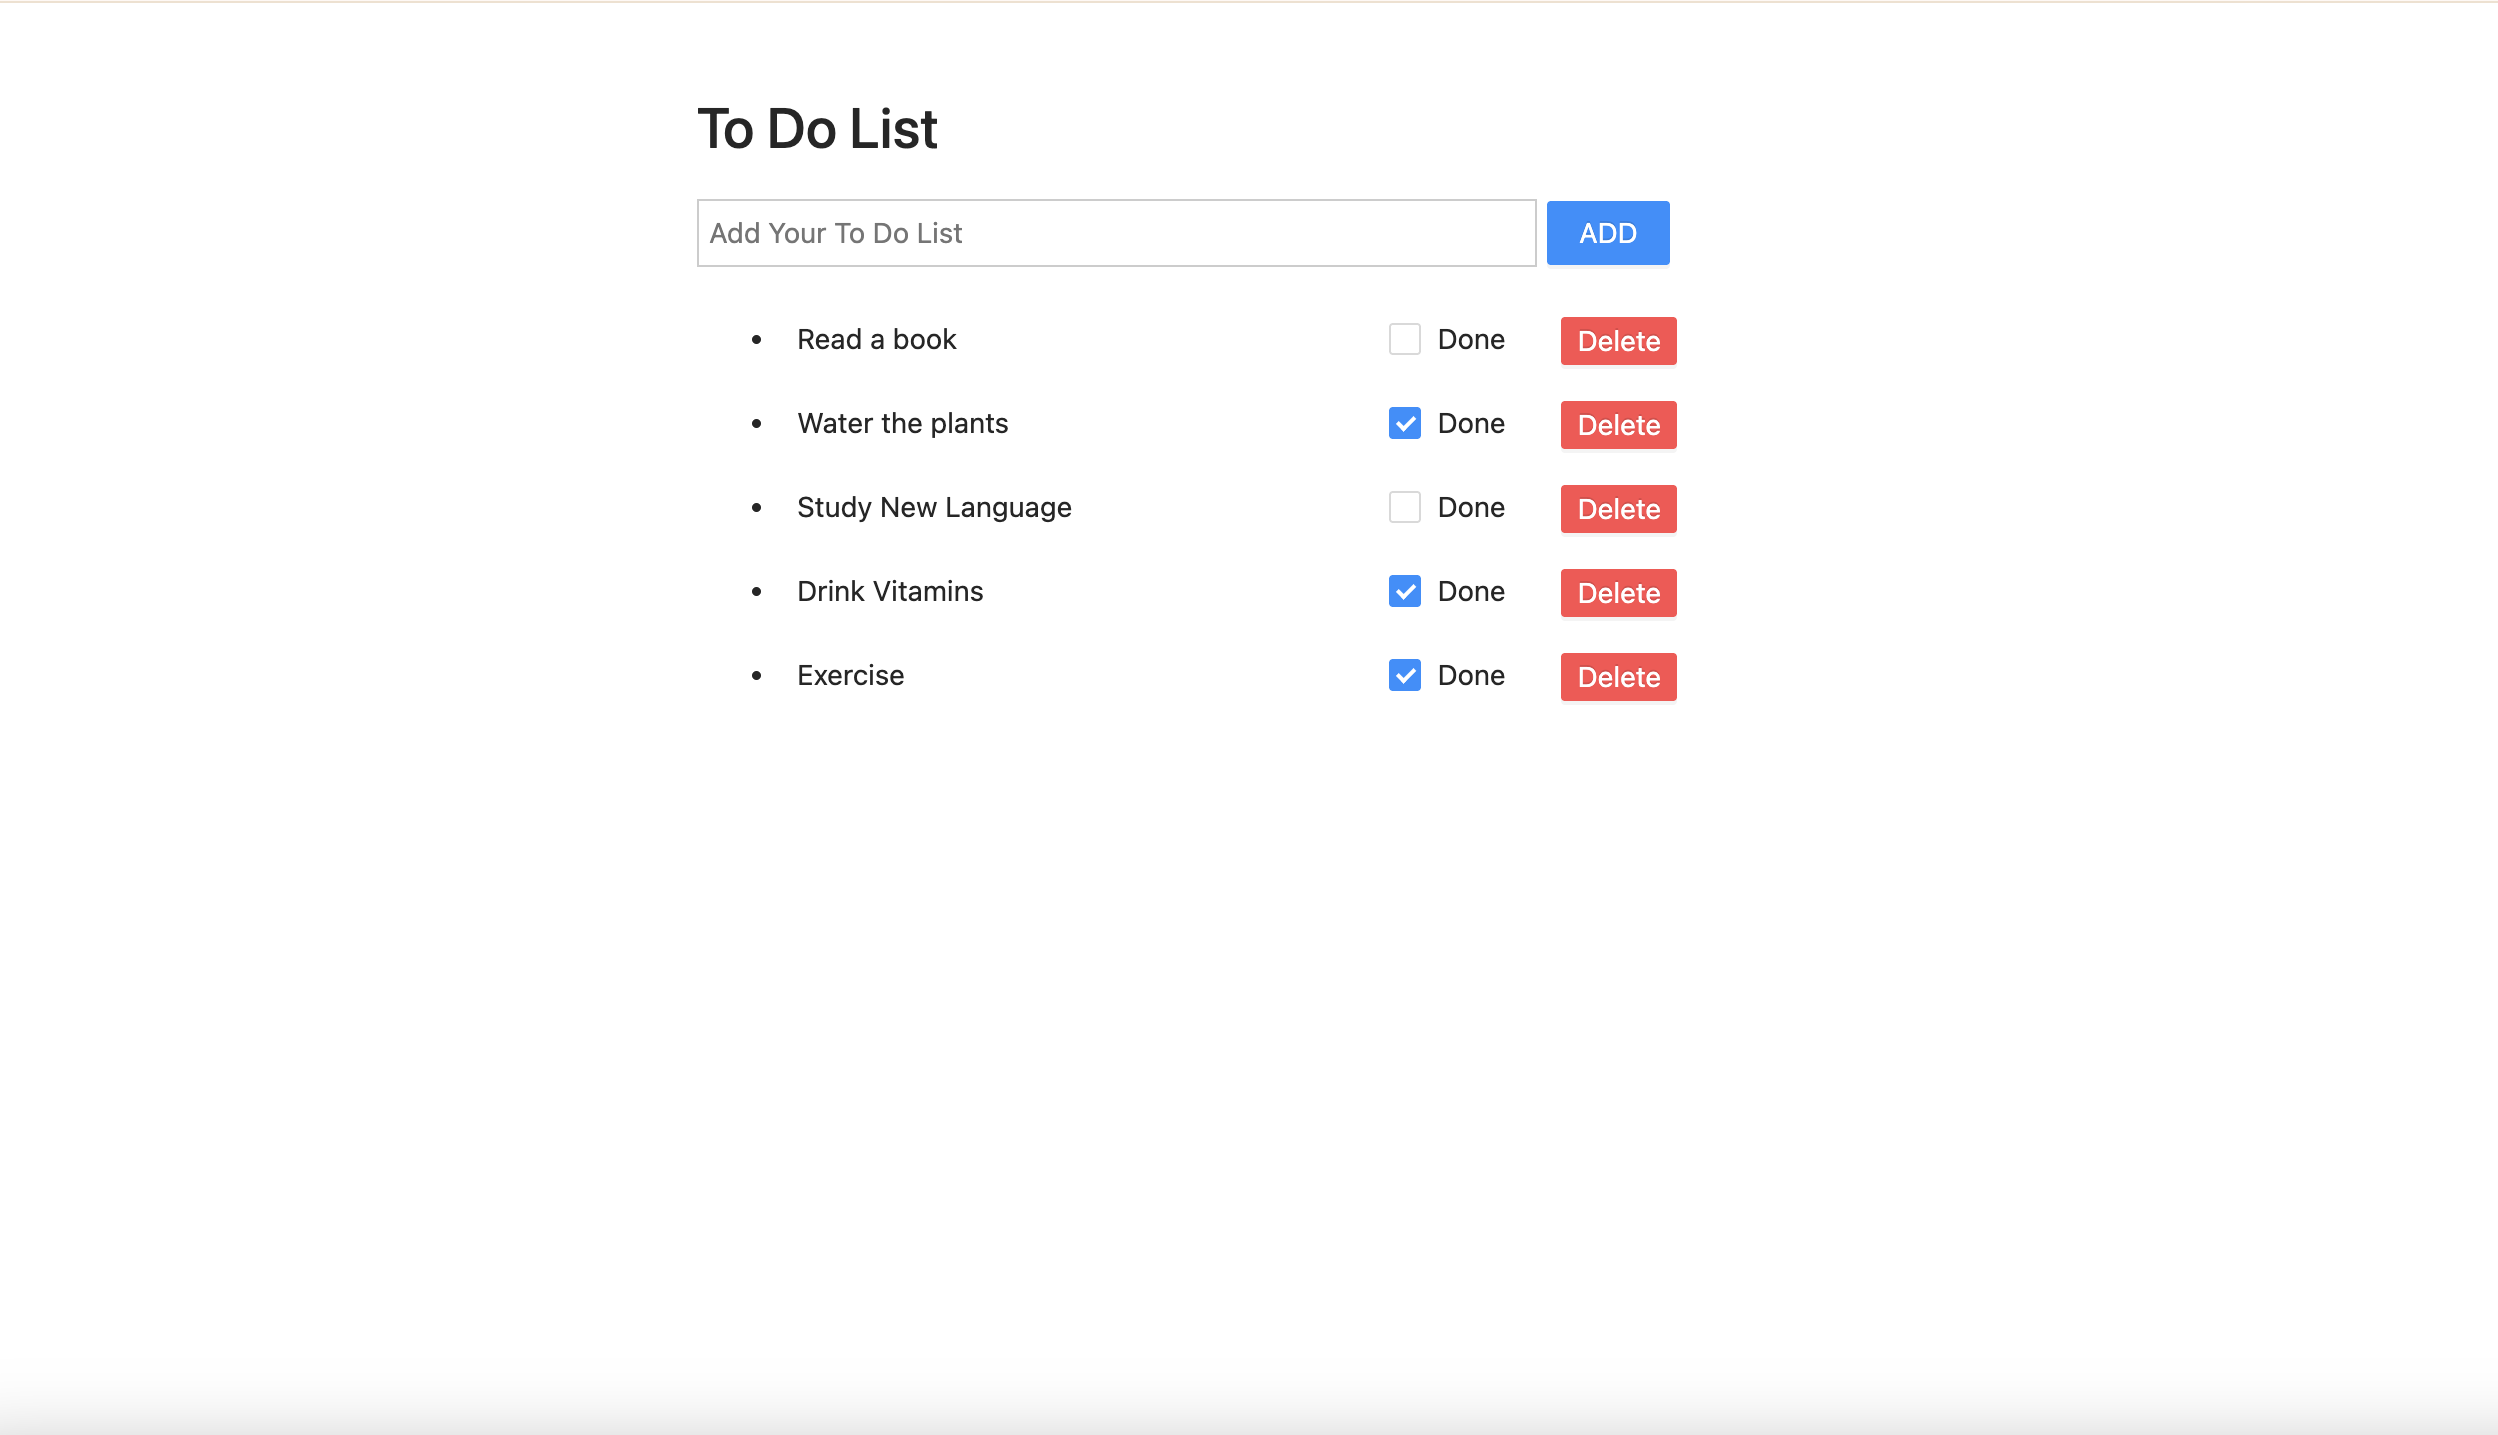 To Do List
Add Your To Do List ADD
• Read a book Done Delete
• Water the plants Done Delete
• Study New Language Done Delete
• Drink Vitamins Done Delete
• Exercise Done Delete